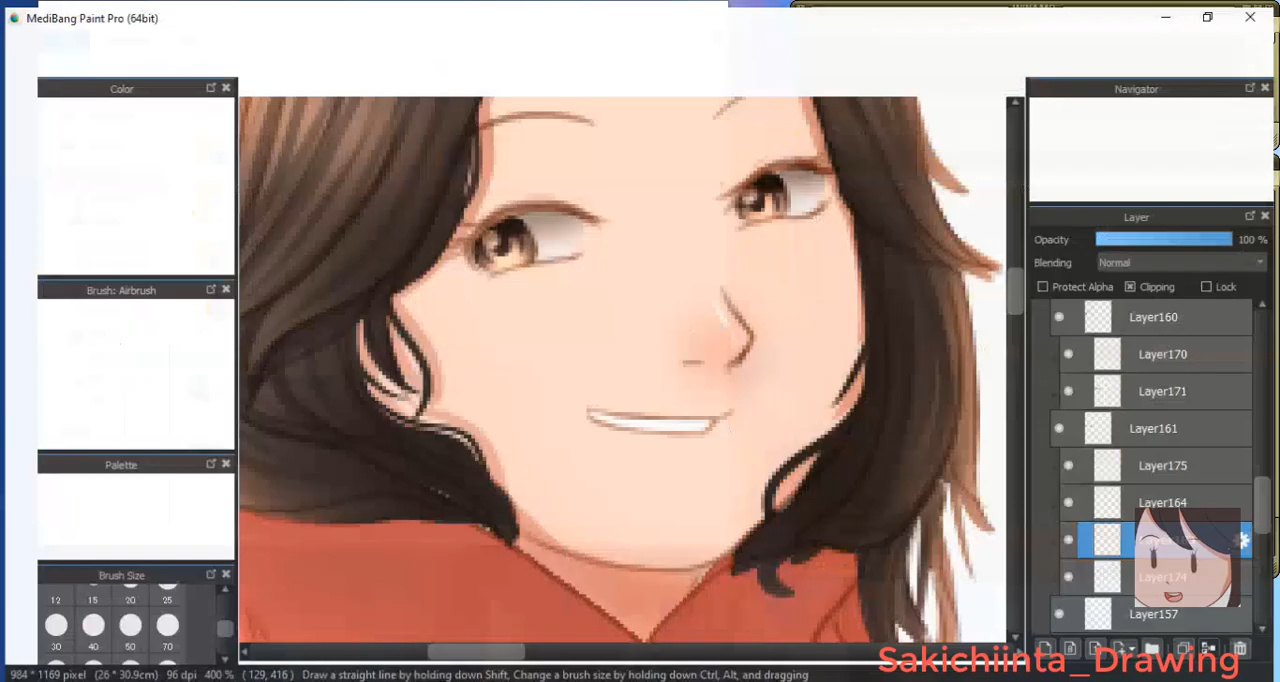 MediBang Paint Pro (64bit)
Color
Navigator
Layer
Opacity
100 %
Blending
Normal
Protect Alpha
Clipping
Lock
Brush: Airbrush
Layer160
Layer170
Layer171
Layer161
Palette
Layer175
Layer164
Brush Size
Layer174
12
15
20
25
Layer157
30
40
50
70
Sakichiinta_Drawing
984 * 1169 pixel
(26 * 30.9cm)
96 dpi
400 %
( 129, 416 )
Draw a straight line by holding down Shift, Change a brush size by holding down Ctrl, Alt, and dragging